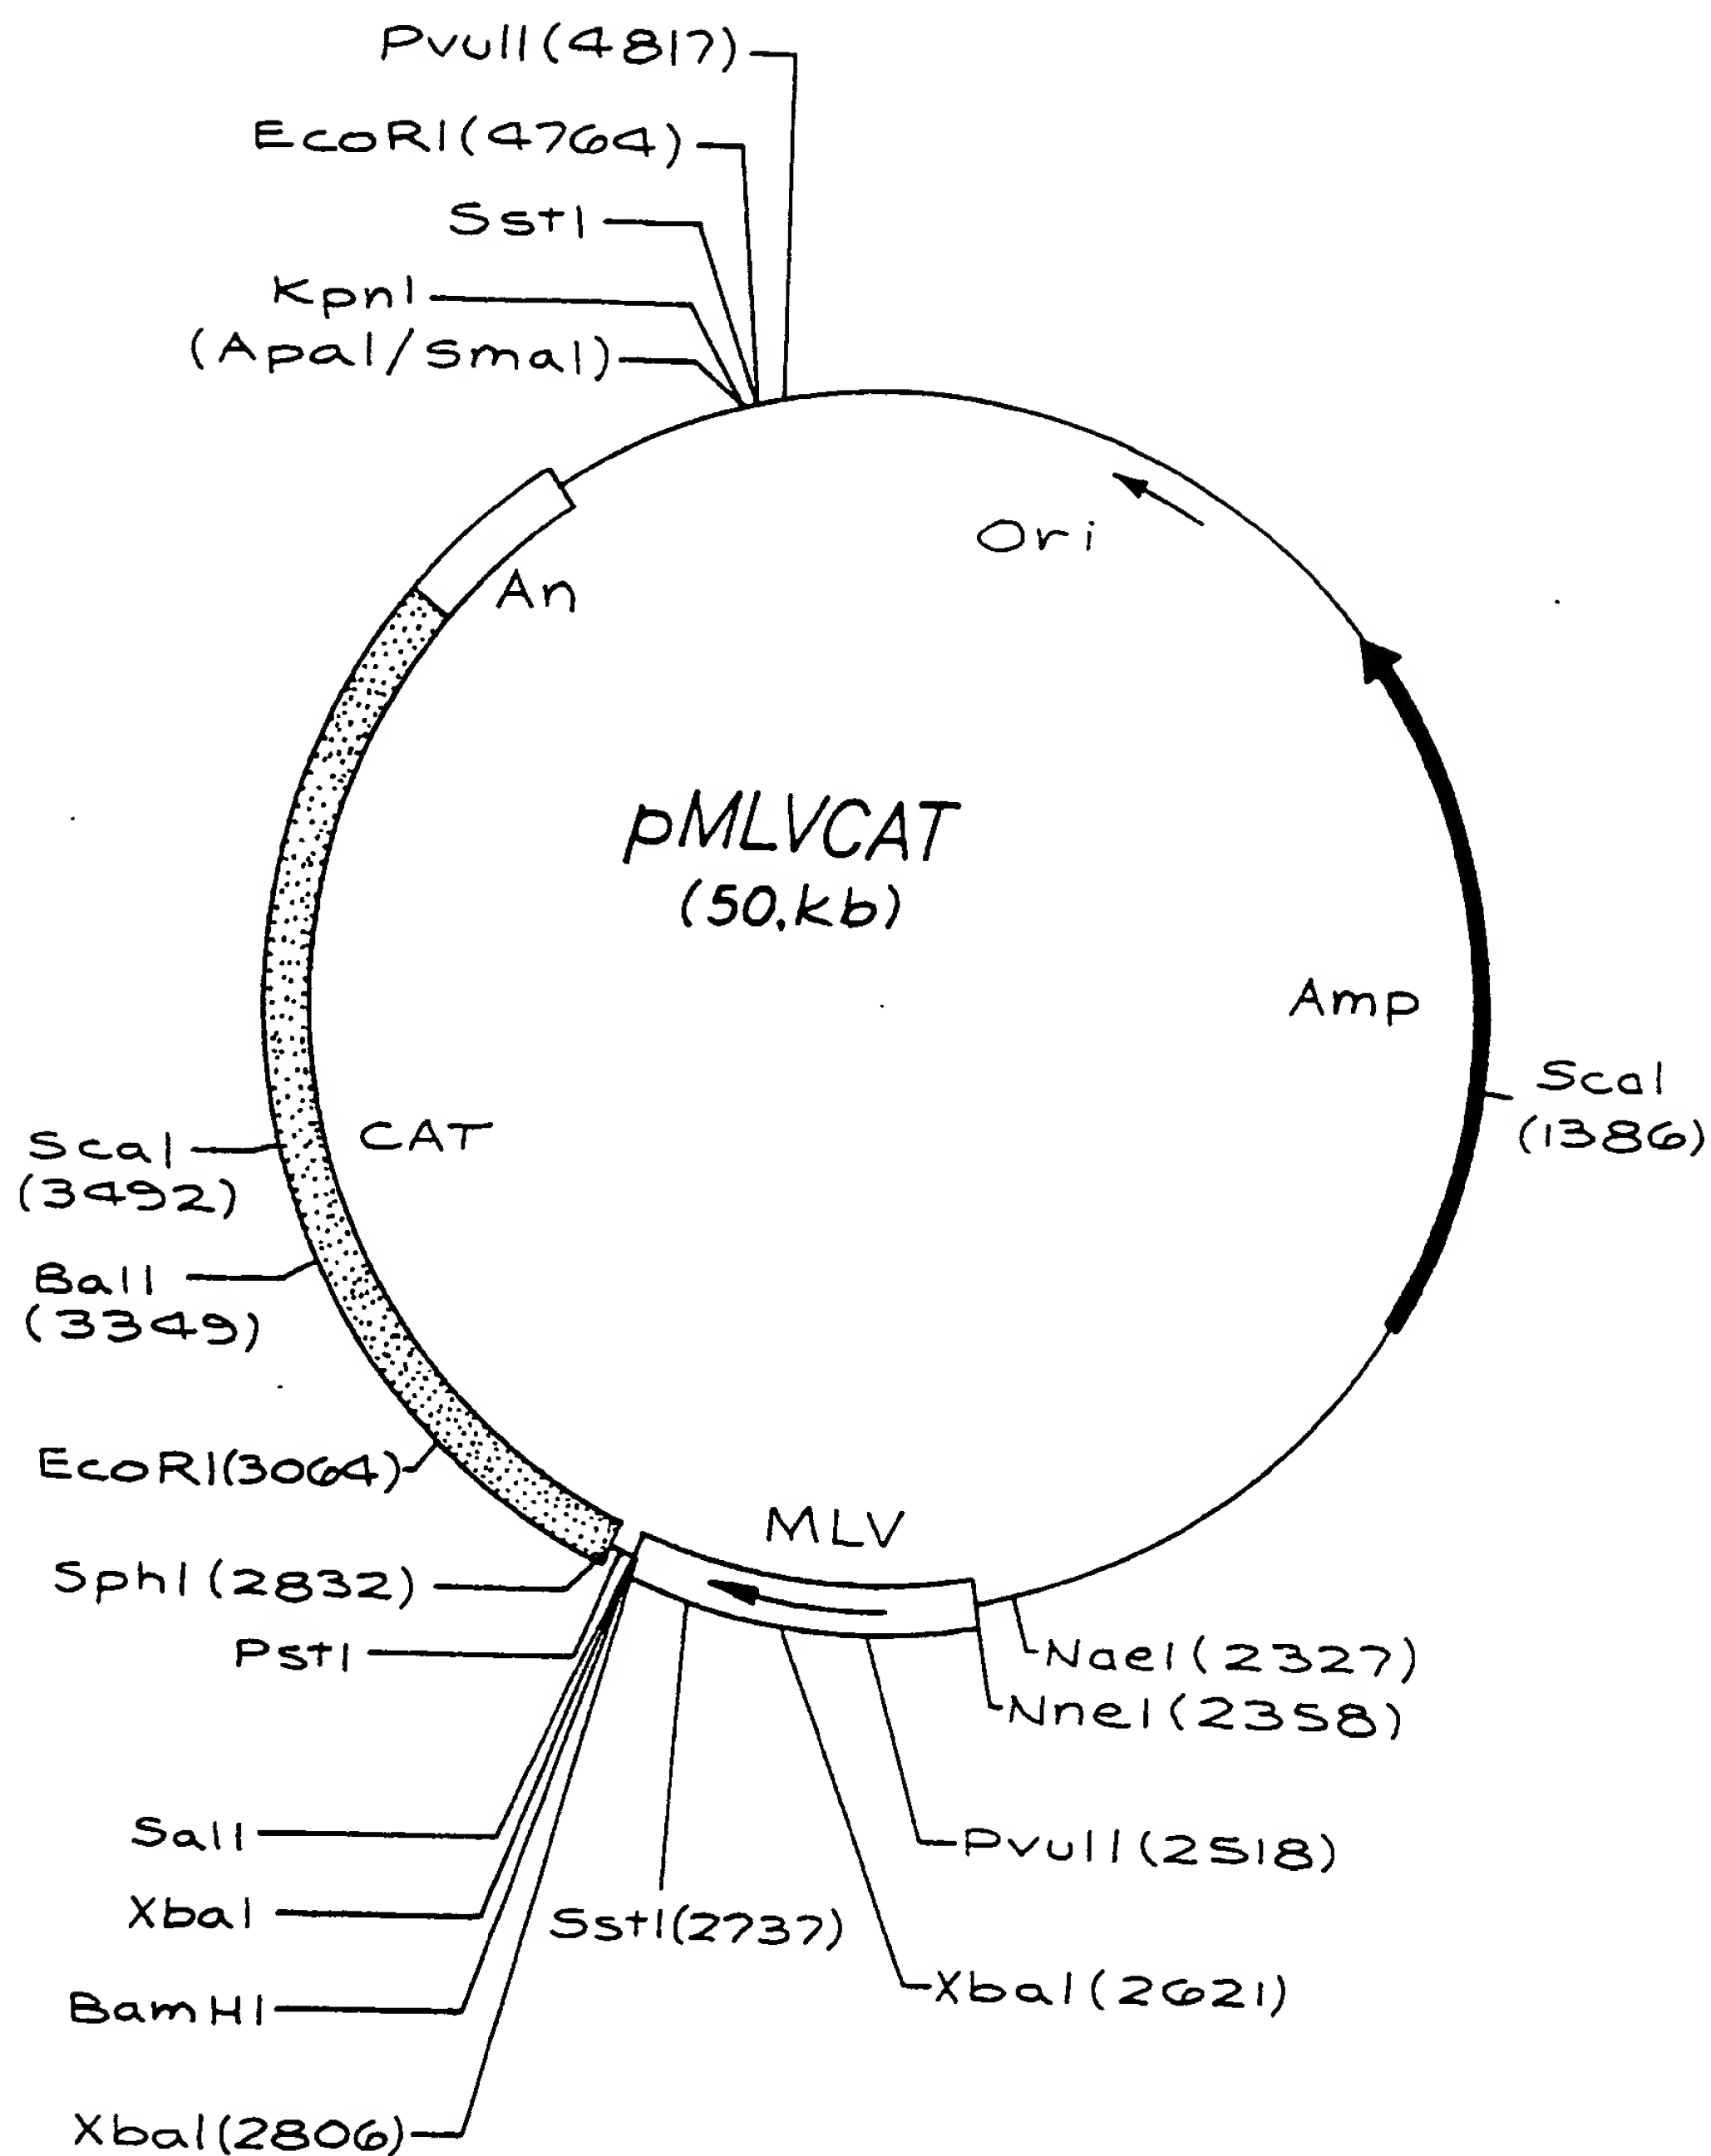 PvuII (4817)
EcoRI (4764)
SstI
KpnI
(ApaI/SmaI)
Ori
An
pMLVCAT
(50.kb)
Amp
ScaI
(1386)
CAT
ScaI
(3492)
BalI
(3349)
EcoRI (3064)
MLV
SphI (2832)
PstI
NaeI (2327)
NneI (2358)
SalI
PvuII (2518)
XbaI
SstI (2737)
XbaI (2621)
BamHI
XbaI (2806)